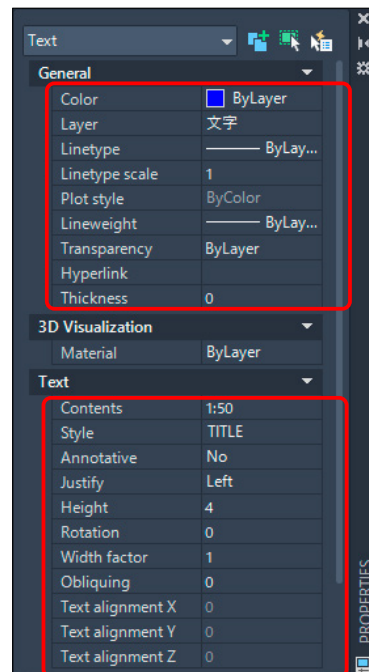 Text
General
Color ByLayer
Layer 文字
Linetype ByLay...
Linetype scale 1
Plot style ByColor
Lineweight ByLay...
Transparency ByLayer
Hyperlink
Thickness 0
3D Visualization
Material ByLayer
Text
Contents 1:50
Style TITLE
Annotative No
Justify Left
Height 4
Rotation 0
Width factor 1
Obliquing 0
Text alignment X 0
Text alignment Y 0
Text alignment Z 0
PROPERTIES